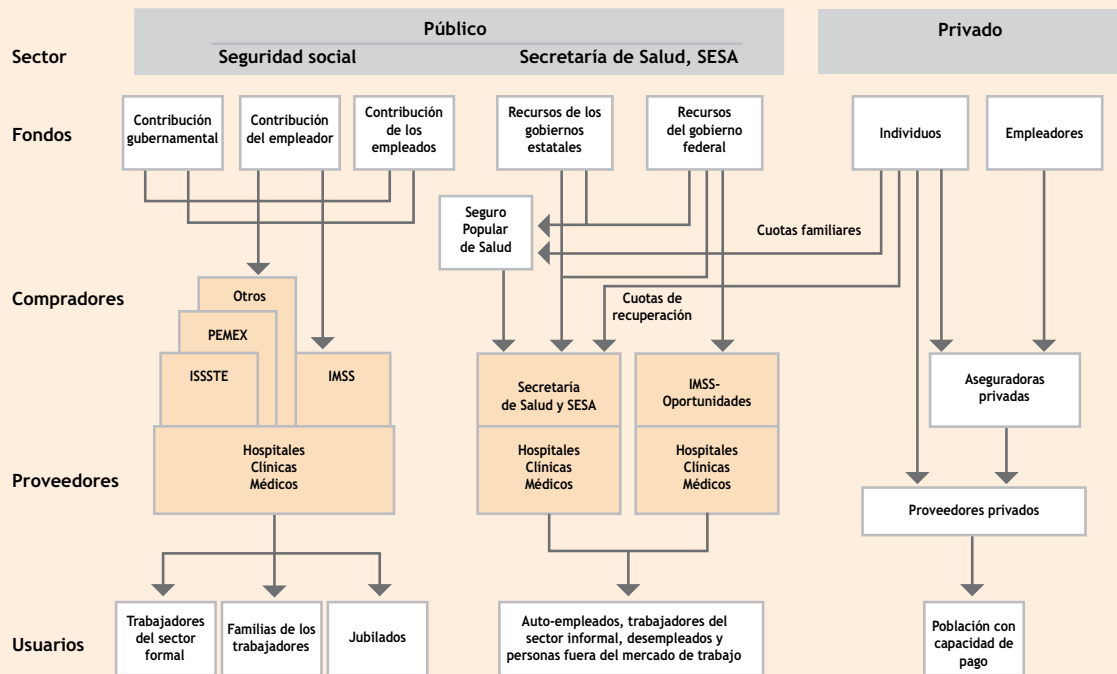 Público
Privado
Sector
Seguridad social
Secretaría de Salud, SESA
Fondos
Contribución
gubernamental
Contribución
del empleador
Contribución
de los
empleados
Recursos de los
gobiernos
estatales
Recursos
del gobierno
federal
Individuos
Empleadores
Seguro
Popular
de Salud
Cuotas familiares
Compradores
Otros
PEMEX
ISSSTE
IMSS
Cuotas de
recuperación
Secretaría
de Salud y SESA
IMSS-
Oportunidades
Aseguradoras
privadas
Proveedores
Hospitales
Clínicas
Médicos
Hospitales
Clínicas
Médicos
Hospitales
Clínicas
Médicos
Proveedores privados
Usuarios
Trabajadores
del sector
formal
Familias de los
trabajadores
Jubilados
Auto-empleados, trabajadores del
sector informal, desempleados y
personas fuera del mercado de trabajo
Población con
capacidad de
pago